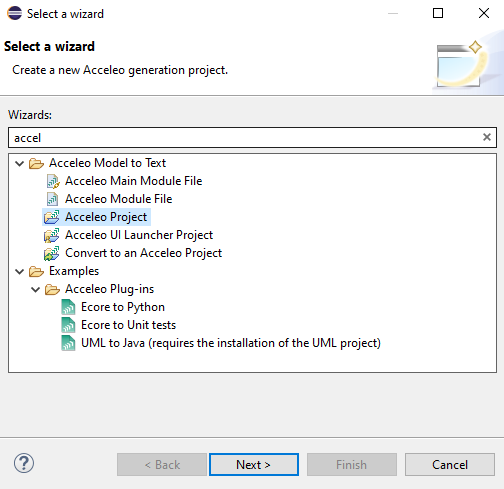 Select a wizard
Select a wizard
Create a new Acceleo generation project.
Wizards:
accel
Acceleo Model to Text
Acceleo Main Module File
Acceleo Module File
Acceleo Project
Acceleo UI Launcher Project
Convert to an Acceleo Project
Examples
Acceleo Plug-ins
Ecore to Python
Ecore to Unit tests
UML to Java (requires the installation of the UML project)
? < Back Next > Finish Cancel